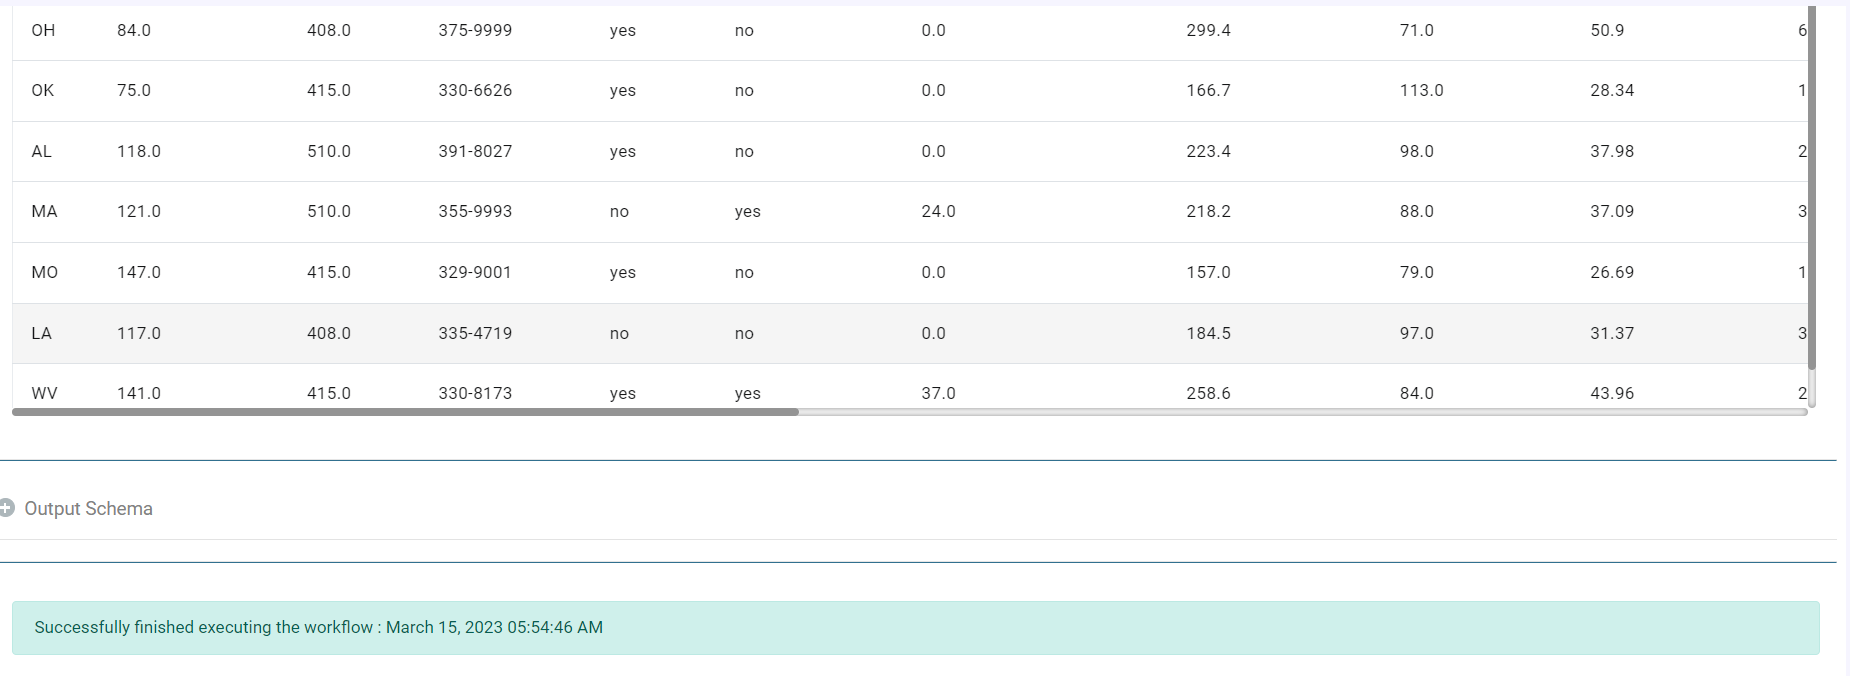 OH 84.0 408.0 375-9999 yes no 0.0 299.4 71.0 50.9 6
OK 75.0 415.0 330-6626 yes no 0.0 166.7 113.0 28.34 1
AL 118.0 510.0 391-8027 yes no 0.0 223.4 98.0 37.98 2
MA 121.0 510.0 355-9993 no yes 24.0 218.2 88.0 37.09 3
MO 147.0 415.0 329-9001 yes no 0.0 157.0 79.0 26.69 1
LA 117.0 408.0 335-4719 no no 0.0 184.5 97.0 31.37 3
WV 141.0 415.0 330-8173 yes yes 37.0 258.6 84.0 43.96 2
Output Schema
Successfully finished executing the workflow : March 15, 2023 05:54:46 AM